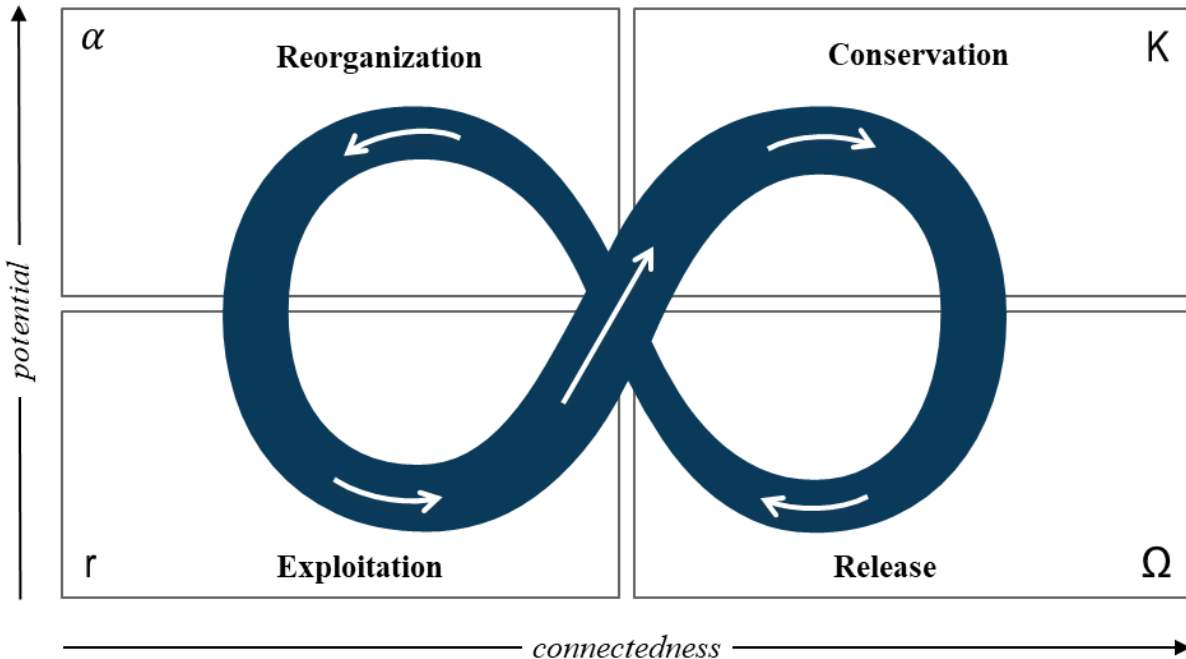 α
Reorganization
Conservation
K
potential
r
Exploitation
Release
Ω
connectedness